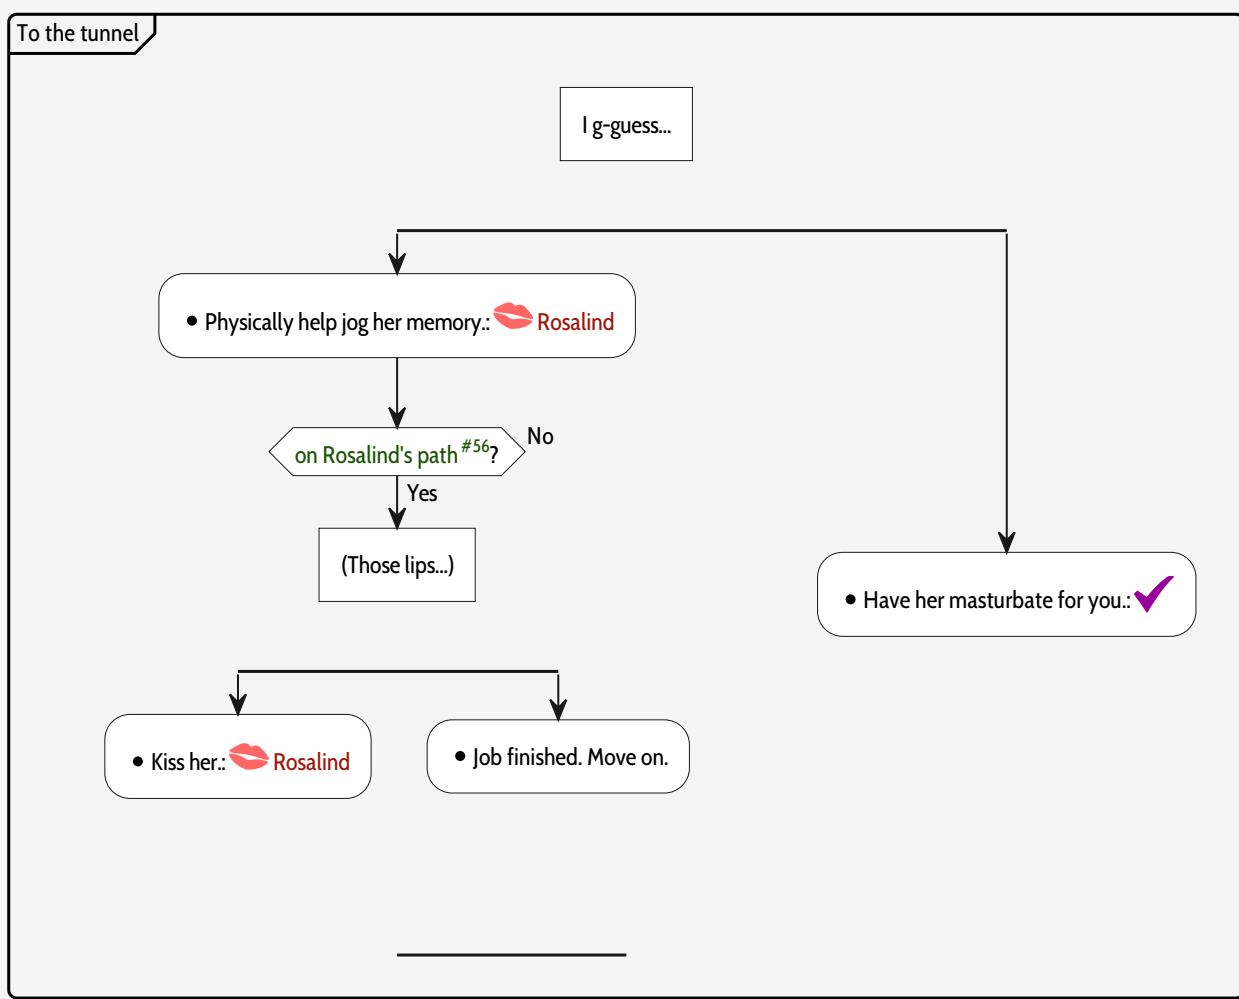 To the tunnel
I g-guess...
Physically help jog her memory.: Rosalind
on Rosalind's path #56?
No
Yes
(Those lips...)
Have her masturbate for you.:
Kiss her.: Rosalind
Job finished. Move on.